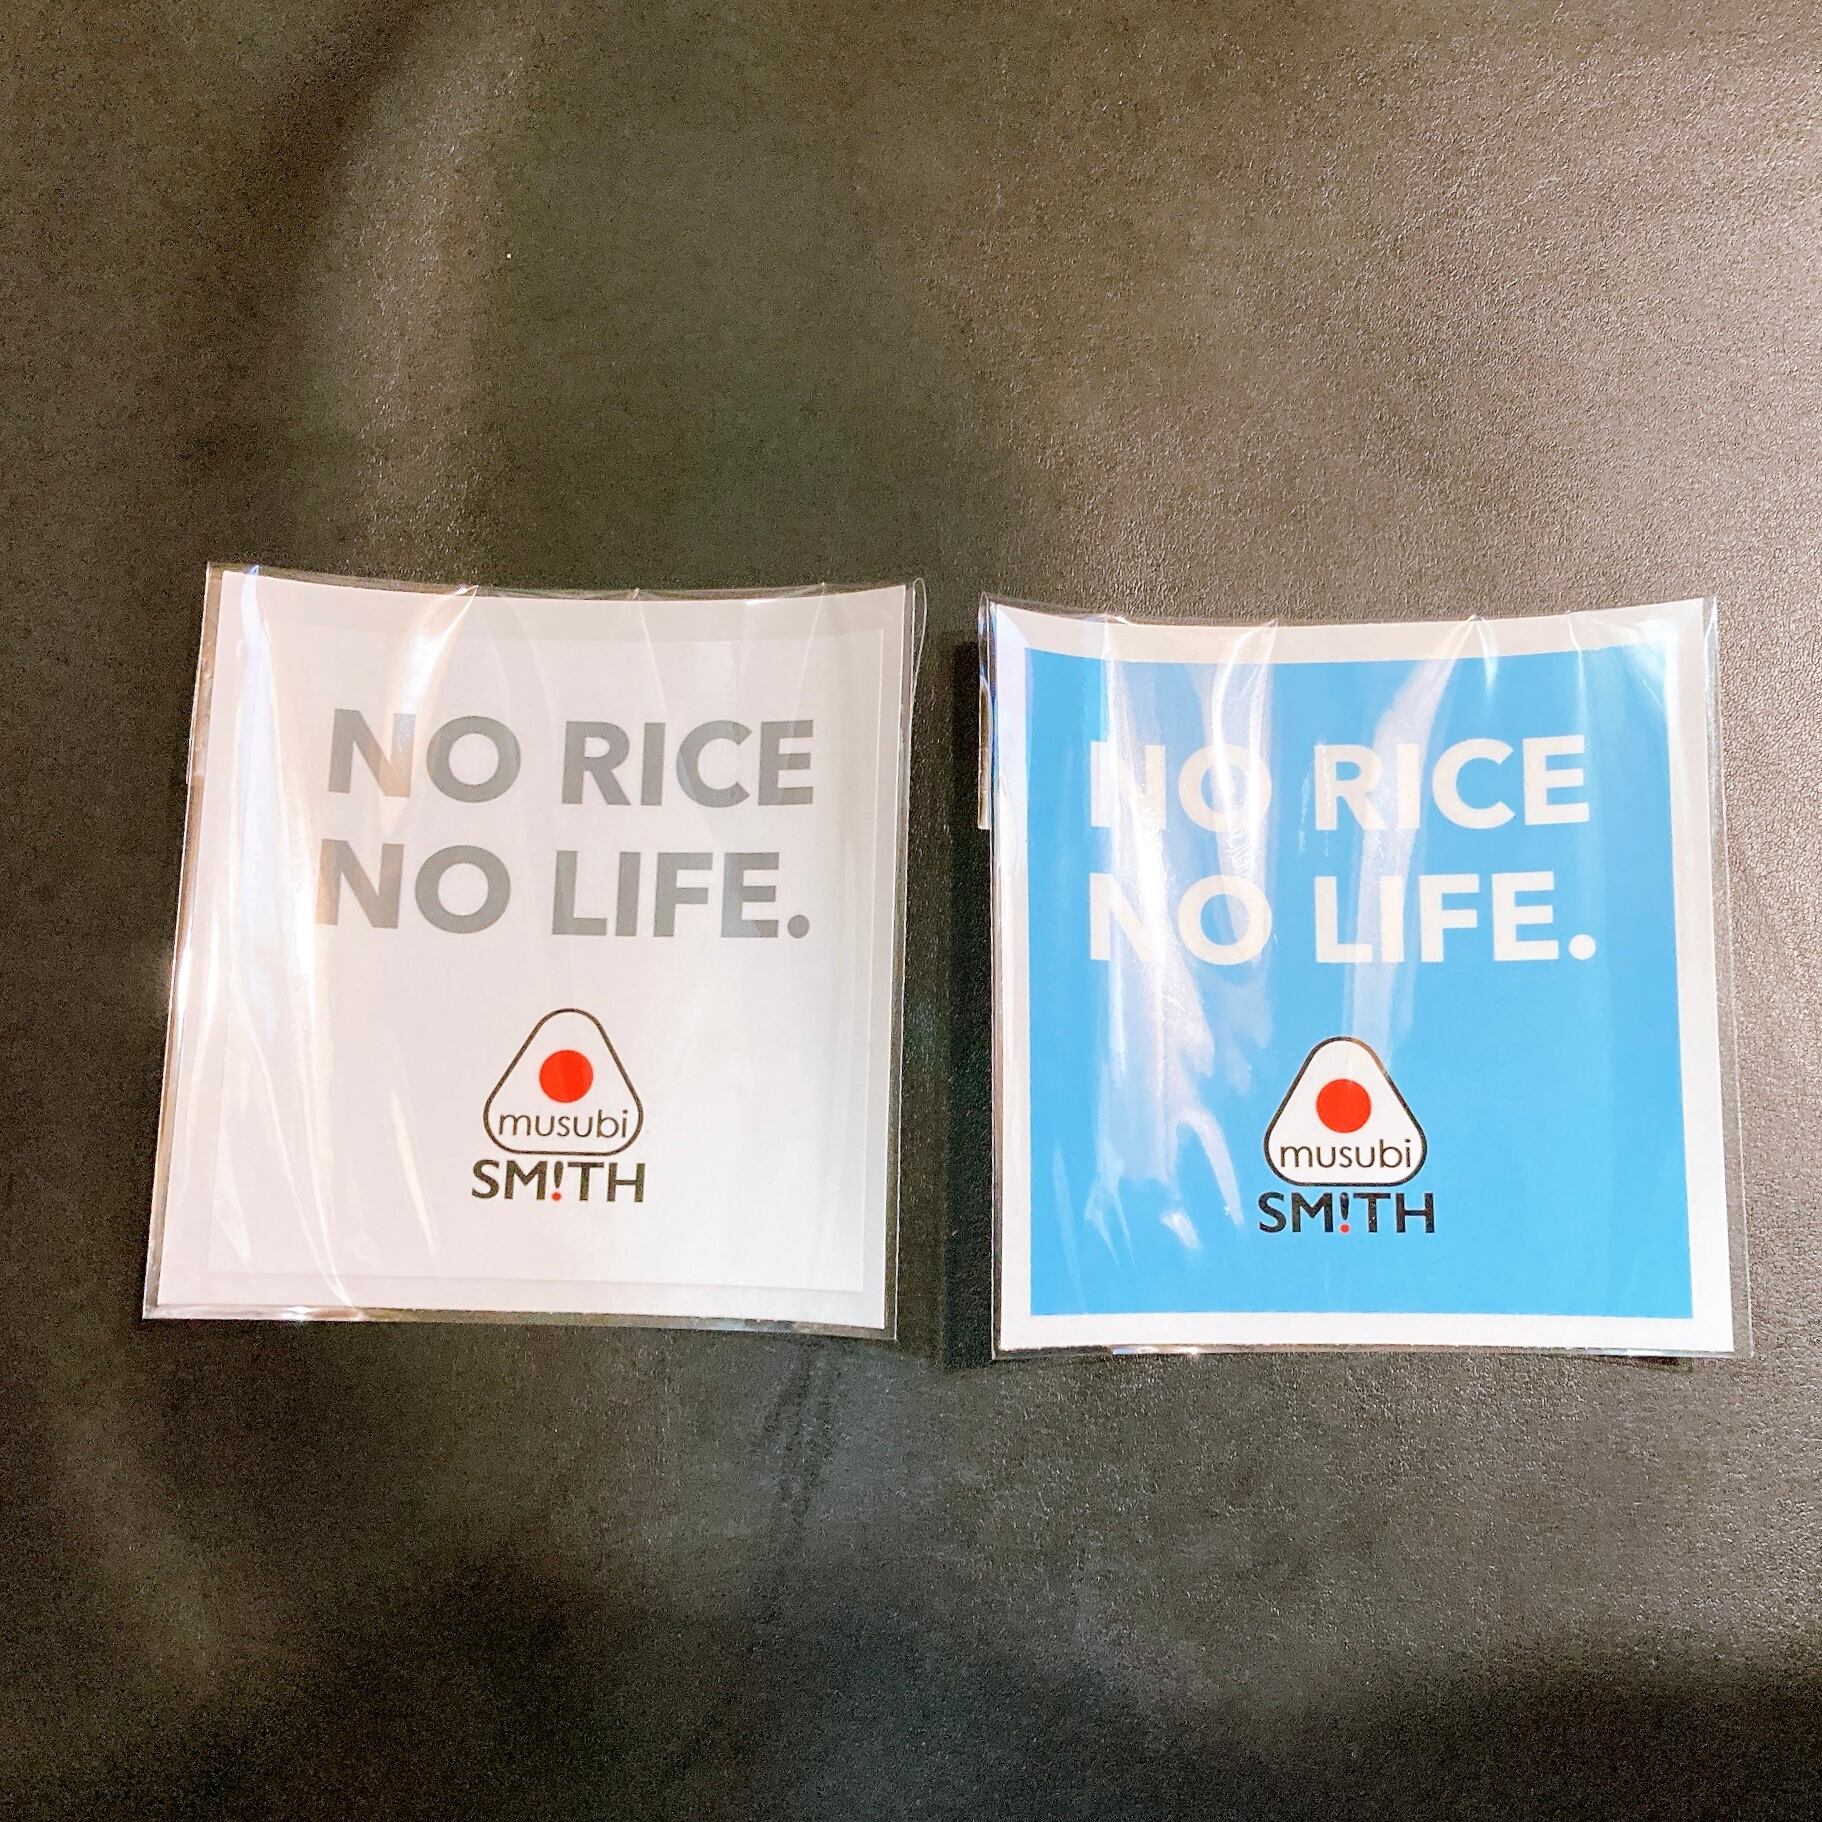 NO RICE
NO LIFE.
musubi
SM!TH
NO RICE
NO LIFE.
musubi
SM!TH